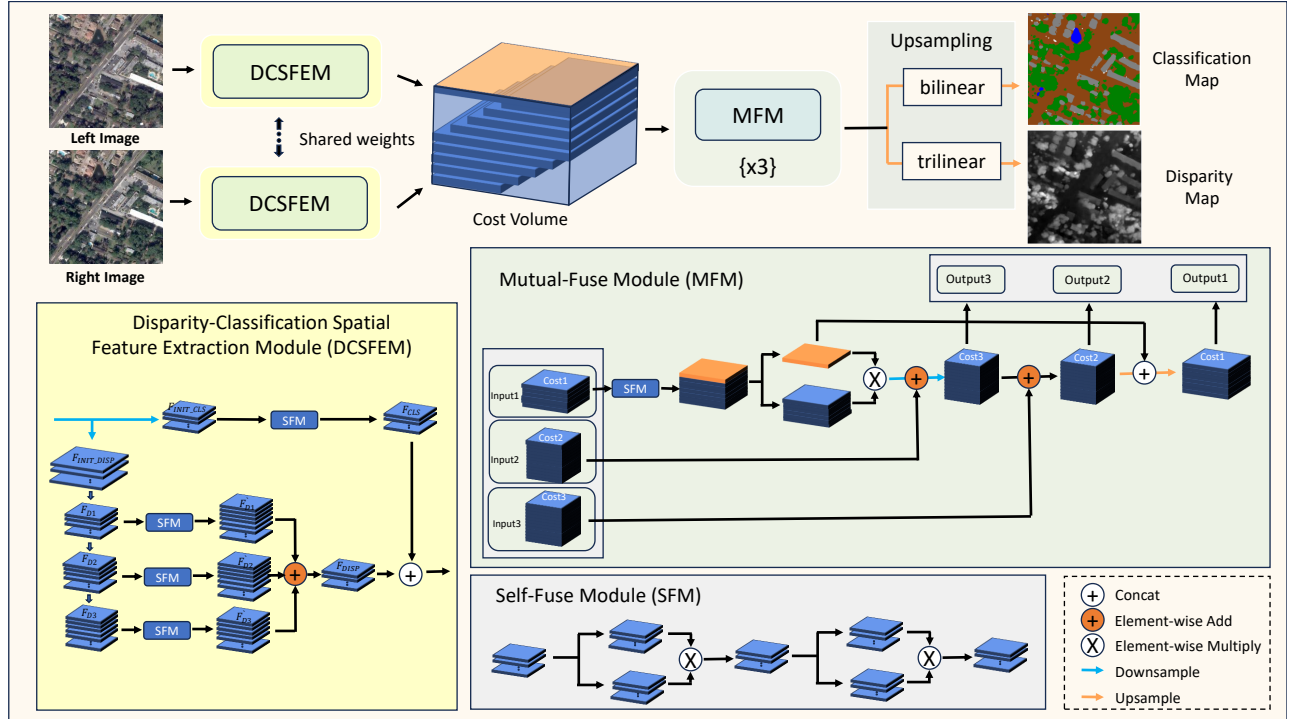 Left Image
Right Image
DCSFEM
Shared weights
DCSFEM
Cost Volume
MFM
{x3}
Upsampling
bilinear
trilinear
Classification
Map
Disparity
Map
Disparity-Classification Spatial
Feature Extraction Module (DCSFEM)
F_INIT_CLS
SFM
F_CLS
F_INIT_DISP
F_D1
SFM
F_D1
F_D2
SFM
F_D2
F_DISP
F_D3
SFM
F_D3
Mutual-Fuse Module (MFM)
Output3
Output2
Output1
Input1
Cost1
SFM
Cost3
Cost2
Cost1
Input2
Cost2
Input3
Cost3
Self-Fuse Module (SFM)
Concat
Element-wise Add
Element-wise Multiply
Downsample
Upsample